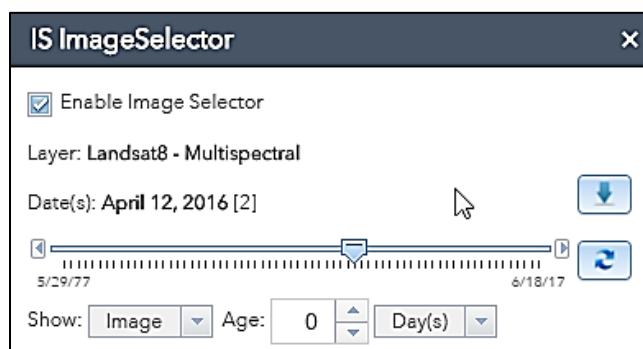 IS ImageSelector ×
Enable Image Selector
Layer: Landsat8 - Multispectral
Date(s): April 12, 2016 [2]
5/29/77 6/18/17
Show: Image Age: 0 Day(s)